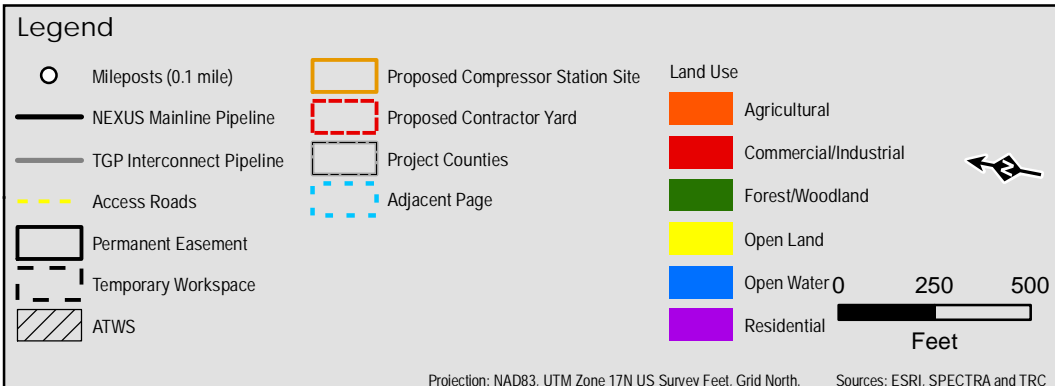 Legend
Mileposts (0.1 mile)
NEXUS Mainline Pipeline
TGP Interconnect Pipeline
Access Roads
Permanent Easement
Temporary Workspace
ATWS
Proposed Compressor Station Site
Proposed Contractor Yard
Project Counties
Adjacent Page
Land Use
Agricultural
Commercial/Industrial
Forest/Woodland
Open Land
Open Water
Residential
N
0 250 500
Feet
Projection: NAD83, UTM Zone 17N US Survey Feet, Grid North. Sources: ESRI, SPECTRA and TRC